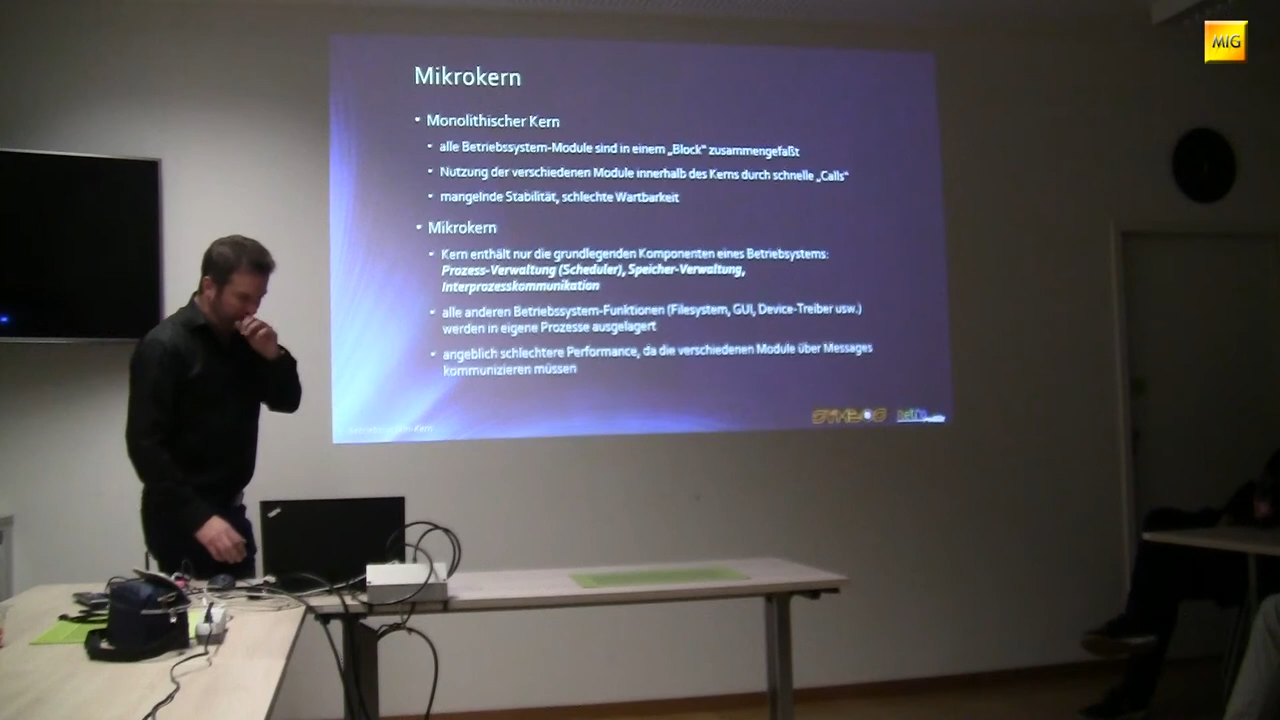 MIG
Mikrokern
• Monolithischer Kern
• alle Betriebssystem-Module sind in einem „Block“ zusammengefaßt
• Nutzung der verschiedenen Module innerhalb des Kerns durch schnelle „Calls“
• mangelnde Stabilität, schlechte Wartbarkeit
• Mikrokern
• Kern enthält nur die grundlegenden Komponenten eines Betriebsystems:
Prozess-Verwaltung (Scheduler), Speicher-Verwaltung,
Interprozesskommunikation
• alle anderen Betriebssystem-Funktionen (Filesystem, GUI, Device-Treiber usw.)
werden in eigene Prozesse ausgelagert
• angeblich schlechtere Performance, da die verschiedenen Module über Messages
kommunizieren müssen